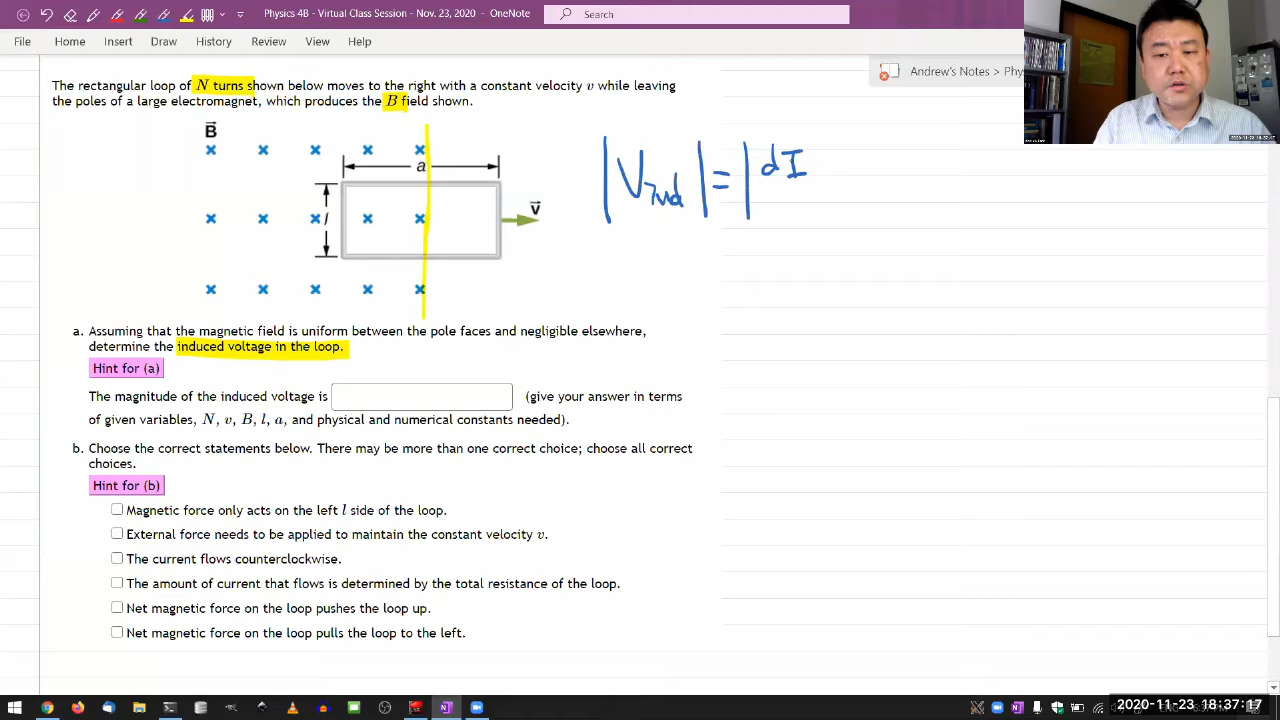 Physics 4B - Virtual Class Session - Nov. 23, 2020 - OneNote
Search
File Home Insert Draw History Review View Help
Andrew's Notes > Phy
The rectangular loop of N turns shown below moves to the right with a constant velocity v while leaving
the poles of a large electromagnet, which produces the B field shown.
B
a
l
v
|Vind| = |dI
a. Assuming that the magnetic field is uniform between the pole faces and negligible elsewhere,
determine the induced voltage in the loop.
Hint for (a)
The magnitude of the induced voltage is (give your answer in terms
of given variables, N, v, B, l, a, and physical and numerical constants needed).
b. Choose the correct statements below. There may be more than one correct choice; choose all correct
choices.
Hint for (b)
Magnetic force only acts on the left l side of the loop.
External force needs to be applied to maintain the constant velocity v.
The current flows counterclockwise.
The amount of current that flows is determined by the total resistance of the loop.
Net magnetic force on the loop pushes the loop up.
Net magnetic force on the loop pulls the loop to the left.
2020-11-23 18:37:17